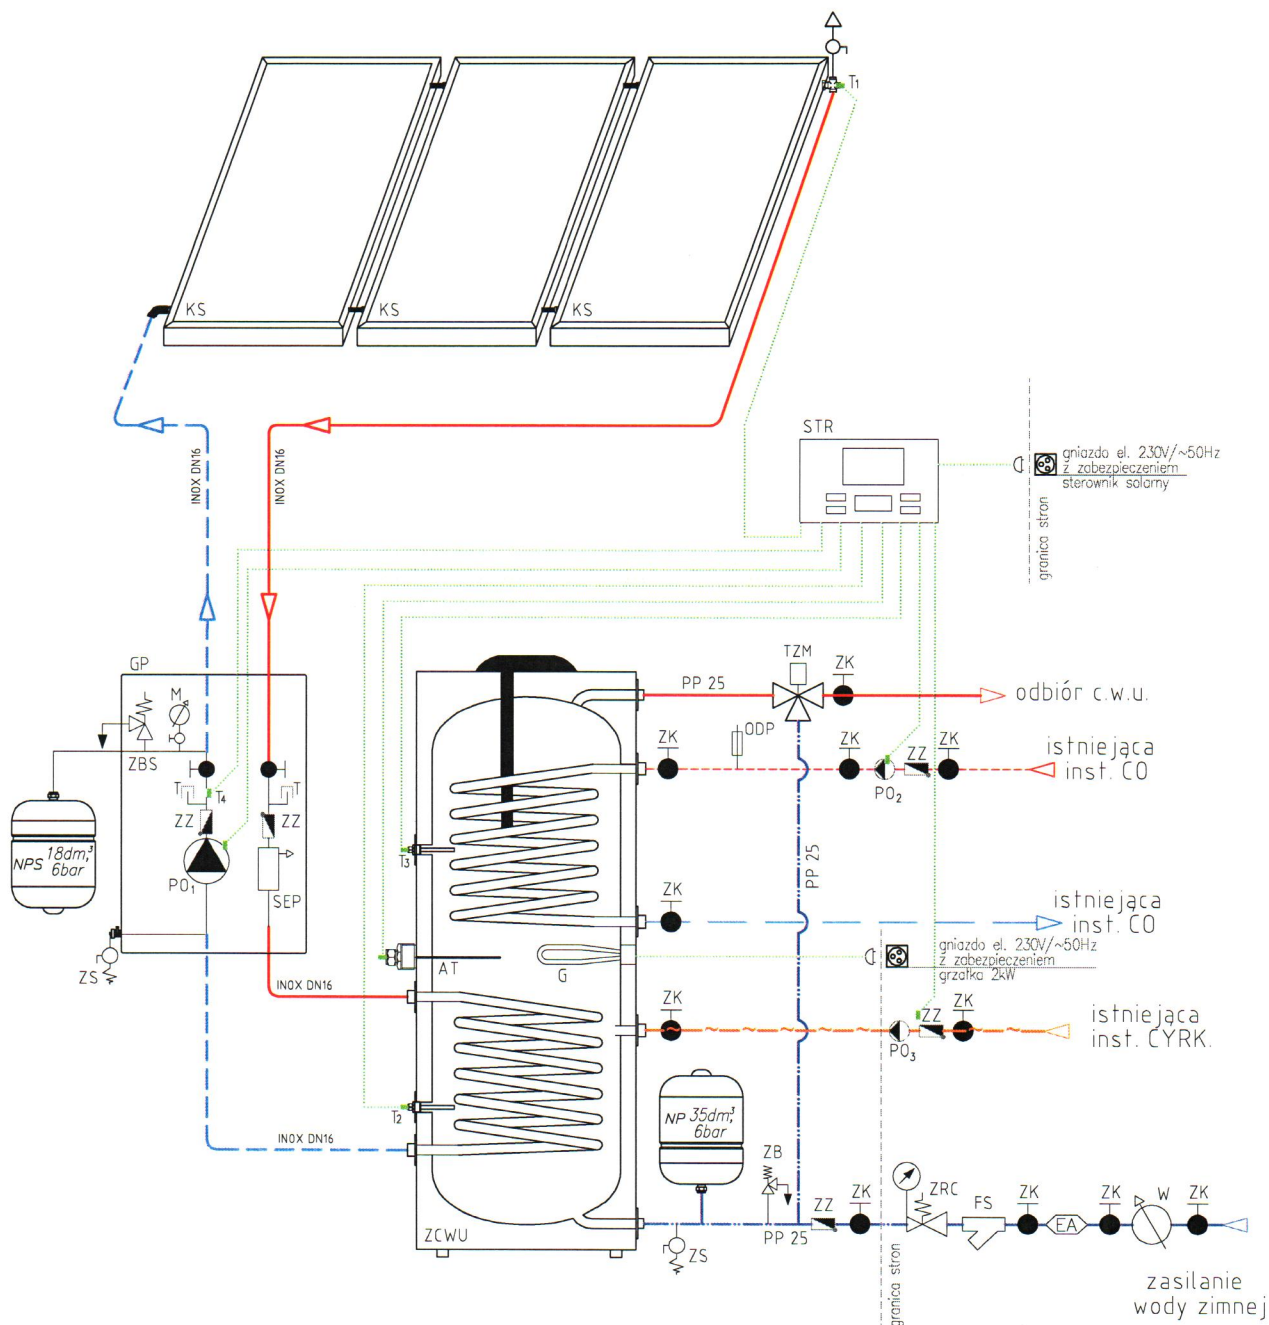 T1
KS
KS
KS
INOX DN16
INOX DN16
STR
gniazdo el. 230V/~50Hz
z zabezpieczeniem
sterownik solarny
granica stron
GP
M
ZBS
T
T4
T
ZZ
ZZ
PO1
SEP
NPS 18dm³,
6bar
ZS
INOX DN16
INOX DN16
TZM
ZK
PP 25
odbiór c.w.u.
ODP
ZK
ZK
ZZ
ZK
PO2
istniejąca
inst. CO
T3
PP 25
ZK
istniejąca
inst. CO
AT
G
gniazdo el. 230V/~50Hz
z zabezpieczeniem
grzałka 2kW
ZK
ZZ
ZK
PO3
istniejąca
inst. CYRK.
T2
NP 35dm³,
6bar
ZB
ZZ
ZK
PP 25
ZS
ZCWU
granica stron
ZRC
FS
ZK
EA
ZK
W
ZK
zasilanie
wody zimnej